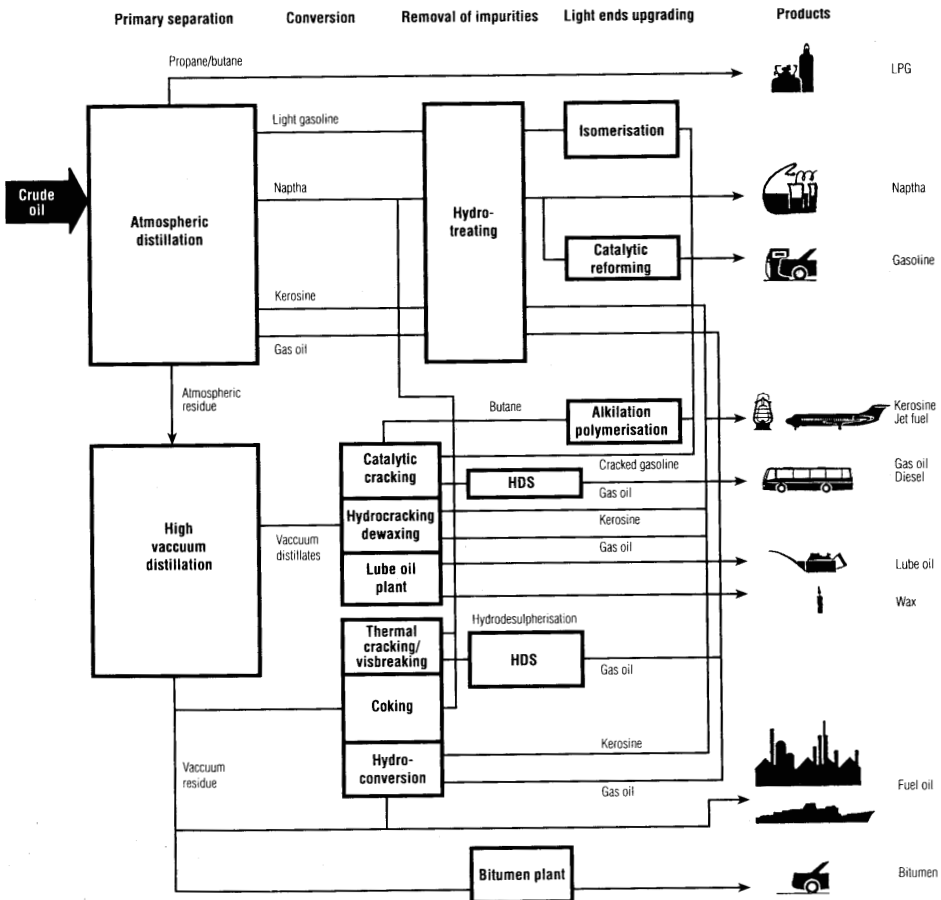 Primary separation
Conversion
Removal of impurities
Light ends upgrading
Products
Propane/butane
LPG
Light gasoline
Isomerisation
Crude
oil
Naptha
Naptha
Atmospheric
distillation
Hydro-
treating
Catalytic
reforming
Gasoline
Kerosine
Gas oil
Atmospheric
residue
Butane
Alkilation
polymerisation
Kerosine
Jet fuel
Catalytic
cracking
Cracked gasoline
HDS
Gas oil
Gas oil
Diesel
High
vaccuum
distillation
Vaccuum
distillates
Hydrocracking
dewaxing
Kerosine
Gas oil
Lube oil
plant
Lube oil
Wax
Thermal
cracking/
visbreaking
Hydrodesulpherisation
HDS
Gas oil
Coking
Kerosine
Vaccuum
residue
Hydro-
conversion
Gas oil
Fuel oil
Bitumen plant
Bitumen